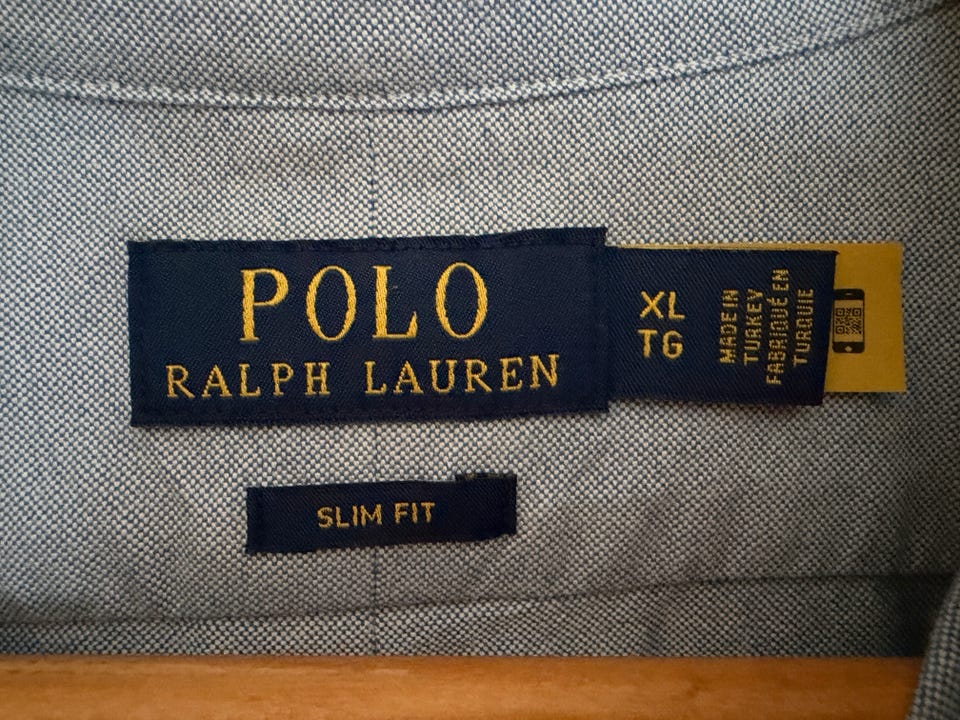 POLO
RALPH LAUREN
XL
TG
MADE IN
TURKEY
FABRIQUÉ EN
TURQUIE
SLIM FIT